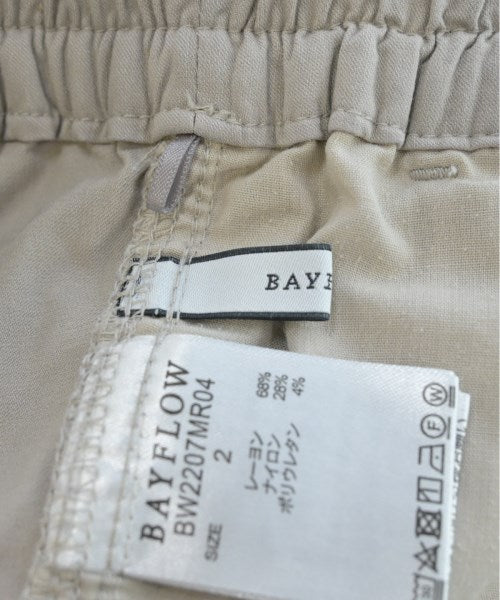 BAYF
BAYFLOW
BW2207MR04
SIZE 2
レーヨン 68%
ナイロン 28%
ポリウレタン 4%